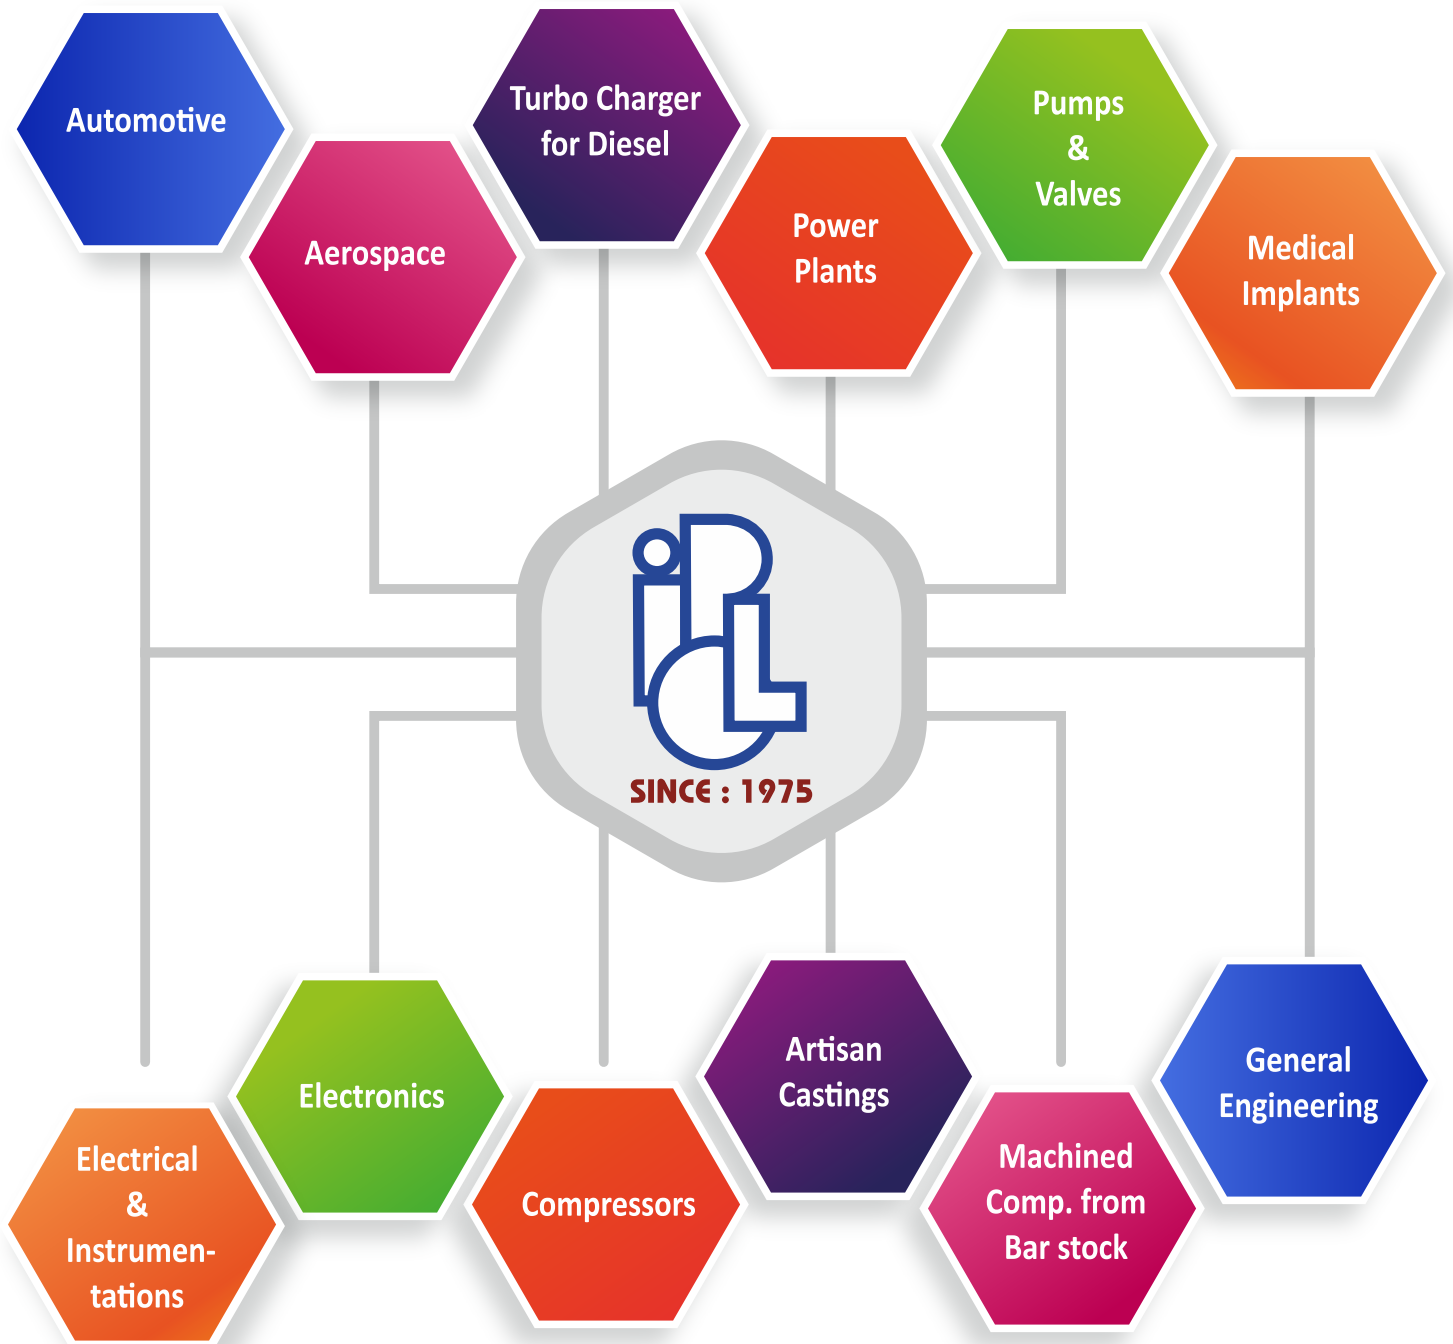 Automotive
Aerospace
Turbo Charger
for Diesel
Power
Plants
Pumps
&
Valves
Medical
Implants
SINCE : 1975
Electrical
&
Instrumen-
tations
Electronics
Compressors
Artisan
Castings
Machined
Comp. from
Bar stock
General
Engineering